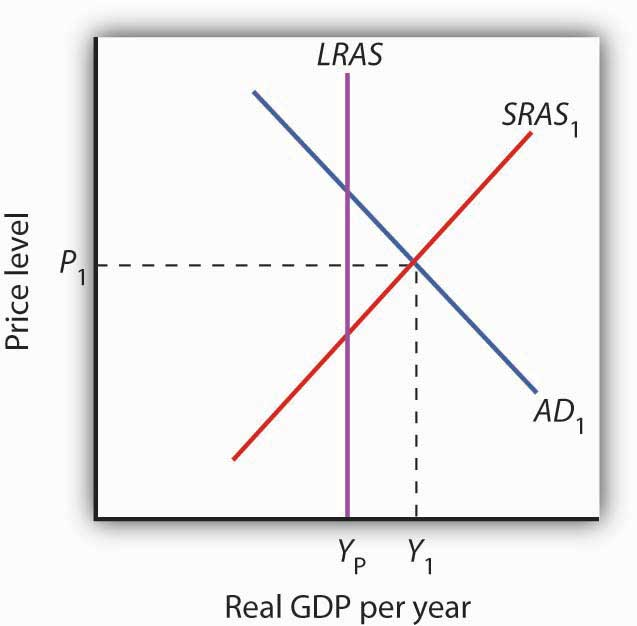 LRAS
SRAS₁
Price level
P₁
AD₁
Yₚ
Y₁
Real GDP per year